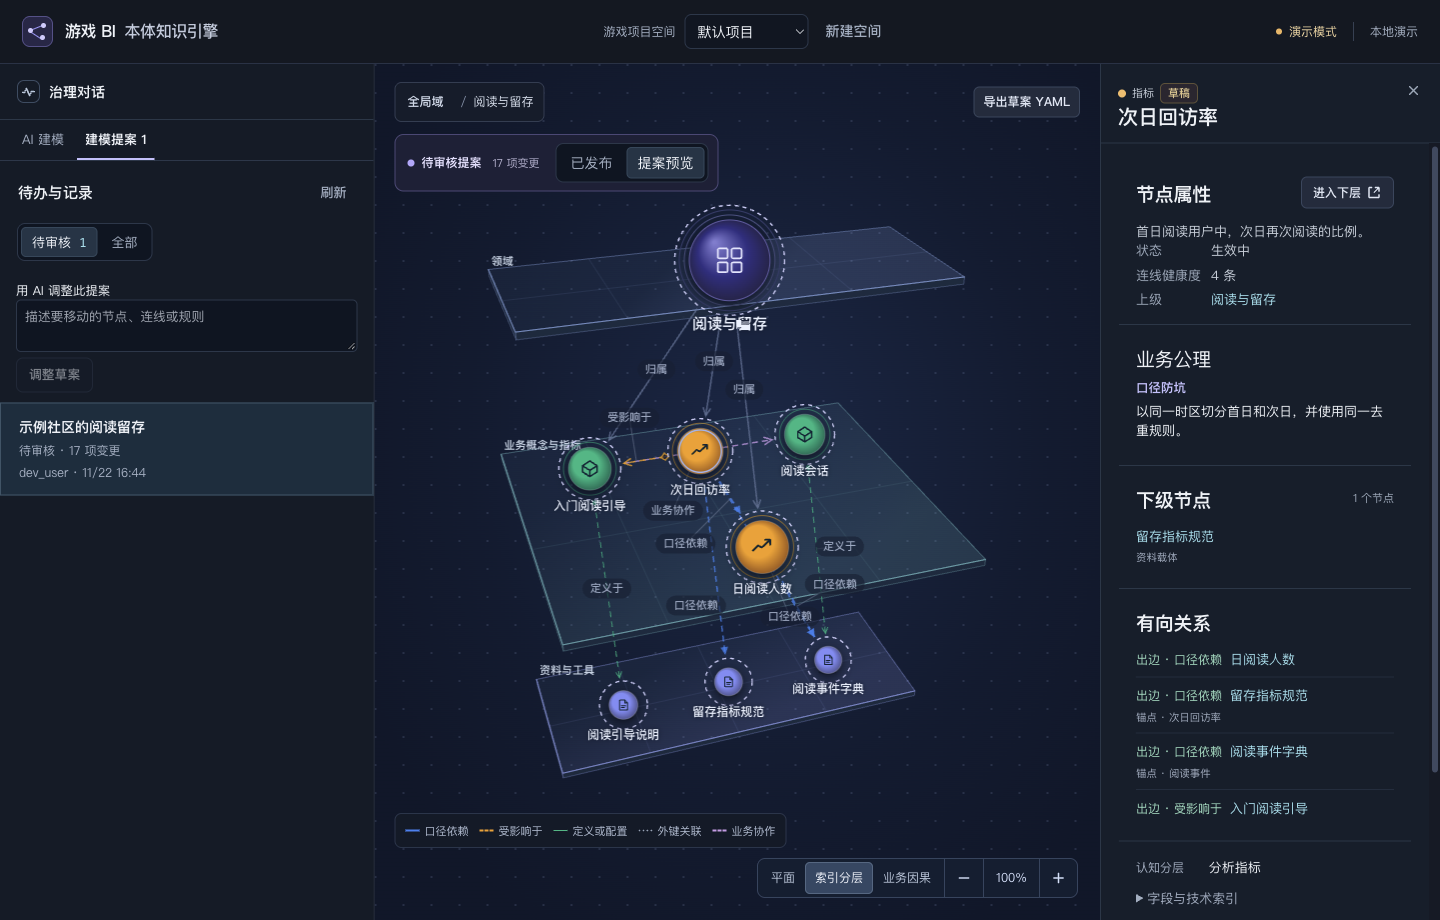 游戏 BI 本体知识引擎
游戏项目空间 默认项目 新建空间
演示模式 本地演示
治理对话
AI 建模 建模提案 1
待办与记录 刷新
待审核 1 全部
用 AI 调整此提案
描述要移动的节点、连线或规则
调整草案
示例社区的阅读留存
待审核 · 17 项变更
dev_user · 11/22 16:44
全局域 / 阅读与留存
导出草案 YAML
待审核提案 17 项变更 已发布 提案预览
领域
阅读与留存
归属
归属
归属
受影响于
业务概念与指标
入门阅读引导
次日回访率
阅读会话
业务协作
口径依赖
定义于
日阅读人数
定义于
口径依赖
口径依赖
口径依赖
资料与工具
阅读引导说明
留存指标规范
阅读事件字典
口径依赖 受影响于 定义或配置 外键关联 业务协作
平面 索引分层 业务因果 − 100% +
指标 草稿
次日回访率
节点属性 进入下层
首日阅读用户中，次日再次阅读的比例。
状态 生效中
连线健康度 4 条
上级 阅读与留存
业务公理
口径防坑
以同一时区切分首日和次日，并使用同一去
重规则。
下级节点 1 个节点
留存指标规范
资料载体
有向关系
出边 · 口径依赖 日阅读人数
出边 · 口径依赖 留存指标规范
锚点 · 次日回访率
出边 · 口径依赖 阅读事件字典
锚点 · 阅读事件
出边 · 受影响于 入门阅读引导
认知分层 分析指标
字段与技术索引